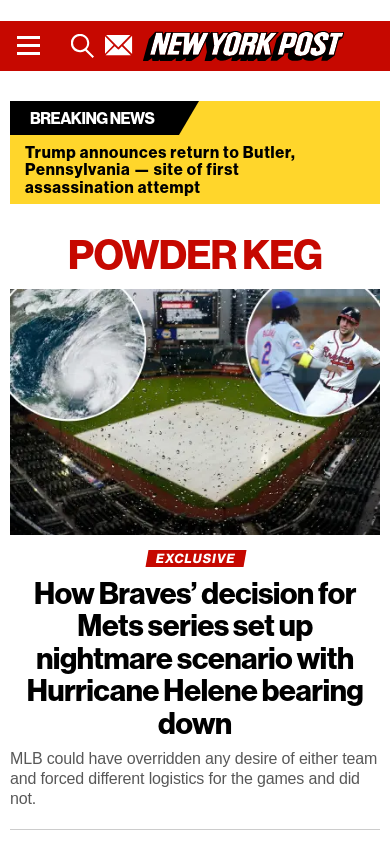 NEW YORK POST
BREAKING NEWS
Trump announces return to Butler,
Pennsylvania — site of first
assassination attempt
POWDER KEG
2
Braves
EXCLUSIVE
How Braves’ decision for
Mets series set up
nightmare scenario with
Hurricane Helene bearing
down
MLB could have overridden any desire of either team
and forced different logistics for the games and did
not.